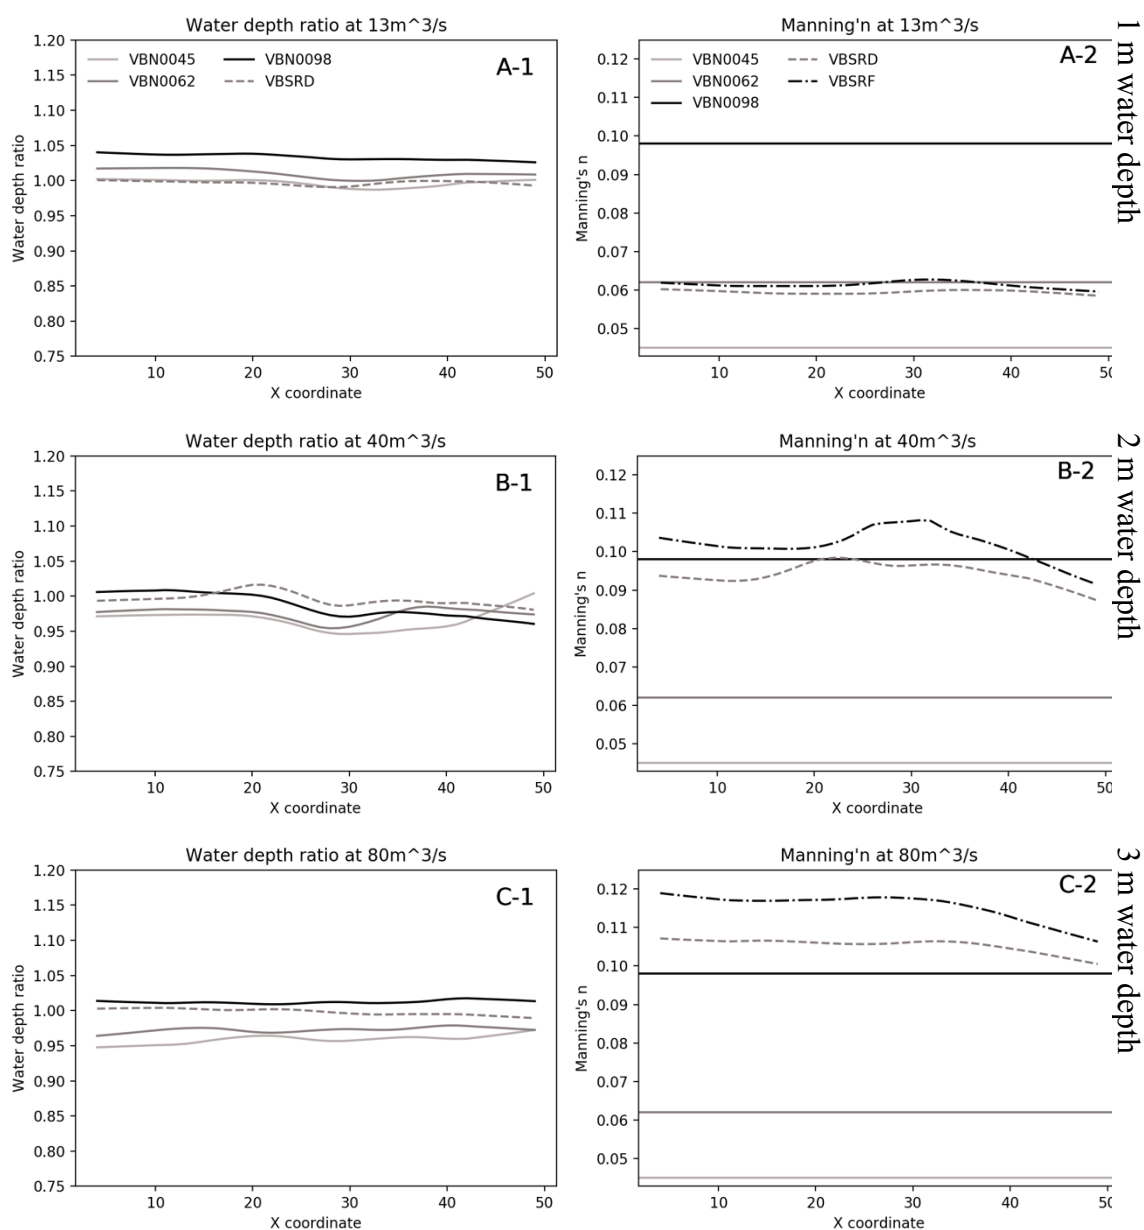 Water depth ratio at 13m^3/s
1.20
1.15
1.10
1.05
1.00
0.95
0.90
0.85
0.80
0.75
Water depth ratio
VBN0045
VBN0062
VBN0098
VBSRD
A-1
10
20
30
40
50
X coordinate
Manning'n at 13m^3/s
0.12
0.11
0.10
0.09
0.08
0.07
0.06
0.05
Manning's n
VBN0045
VBN0062
VBN0098
VBSRD
VBSRF
A-2
10
20
30
40
50
X coordinate
1 m water depth
Water depth ratio at 40m^3/s
1.20
1.15
1.10
1.05
1.00
0.95
0.90
0.85
0.80
0.75
Water depth ratio
B-1
10
20
30
40
50
X coordinate
Manning'n at 40m^3/s
0.12
0.11
0.10
0.09
0.08
0.07
0.06
0.05
Manning's n
B-2
10
20
30
40
50
X coordinate
2 m water depth
Water depth ratio at 80m^3/s
1.20
1.15
1.10
1.05
1.00
0.95
0.90
0.85
0.80
0.75
Water depth ratio
C-1
10
20
30
40
50
X coordinate
Manning'n at 80m^3/s
0.12
0.11
0.10
0.09
0.08
0.07
0.06
0.05
Manning's n
C-2
10
20
30
40
50
X coordinate
3 m water depth